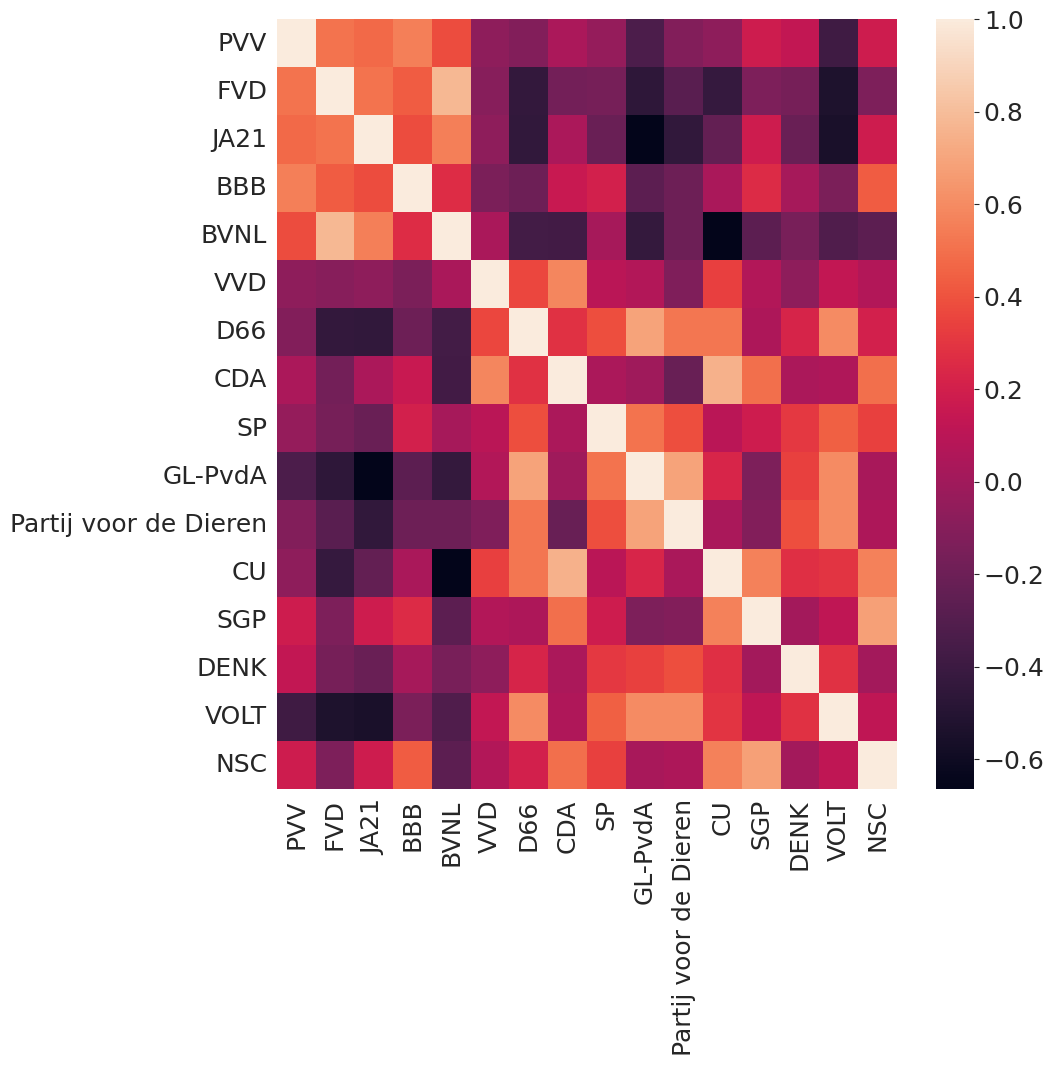 PVV
FVD
JA21
BBB
BVNL
VVD
D66
CDA
SP
GL-PvdA
Partij voor de Dieren
CU
SGP
DENK
VOLT
NSC
PVV
FVD
JA21
BBB
BVNL
VVD
D66
CDA
SP
GL-PvdA
Partij voor de Dieren
CU
SGP
DENK
VOLT
NSC
1.0
0.8
0.6
0.4
0.2
0.0
−0.2
−0.4
−0.6